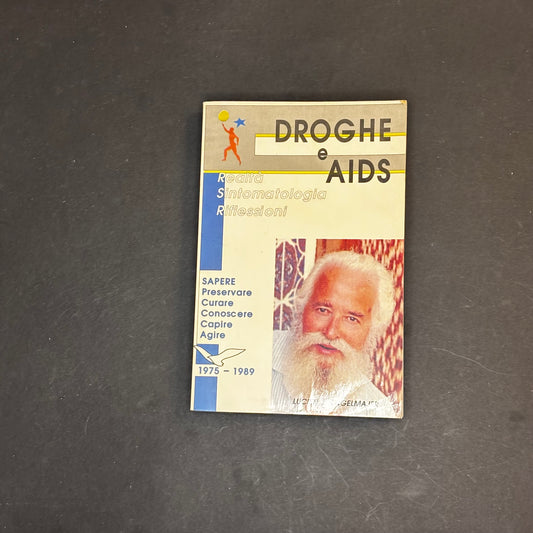 DROGHE
e
AIDS
Realtà
Sintomatologia
Riflessioni
SAPERE
Preservare
Curare
Conoscere
Capire
Agire
1975 - 1989